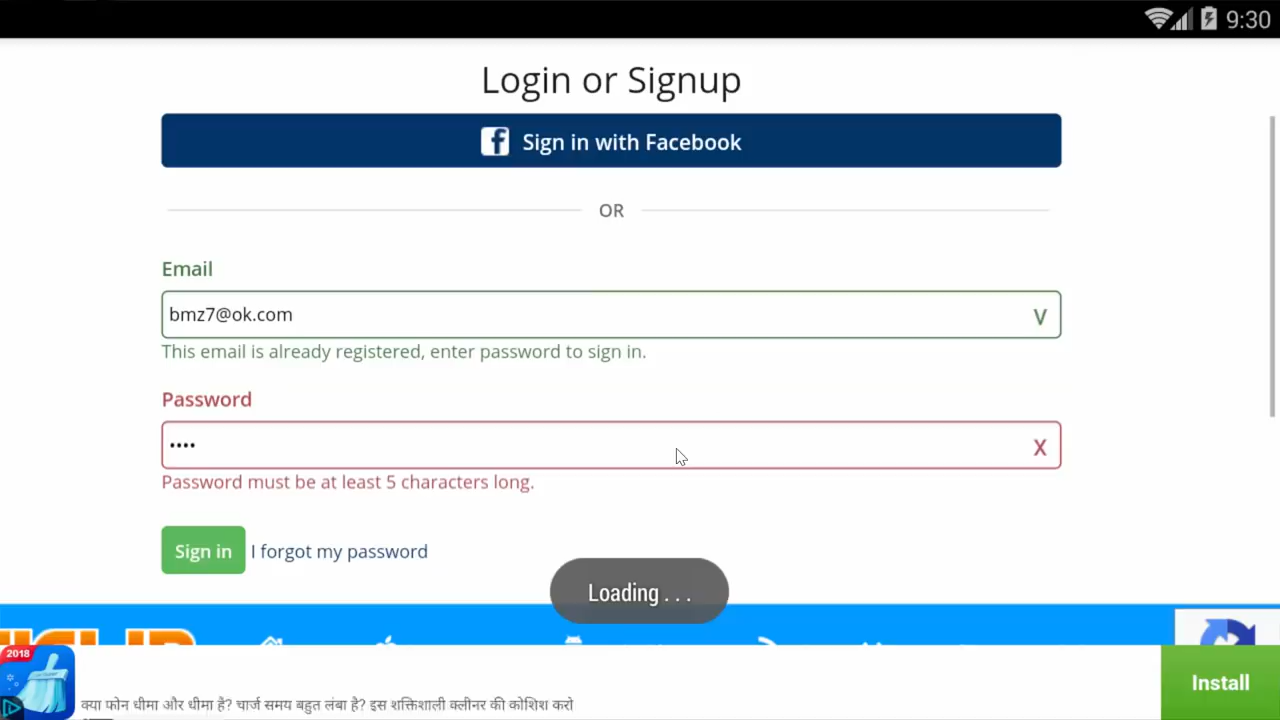 9:30
Login or Signup
Sign in with Facebook
OR
Email
bmz7@ok.com
V
This email is already registered, enter password to sign in.
Password
••••
X
Password must be at least 5 characters long.
Sign in I forgot my password
Loading . . .
2018
क्या फोन धीमा और धीमा है? चार्ज समय बहुत लंबा है? इस शक्तिशाली क्लीनर की कोशिश करो
Install